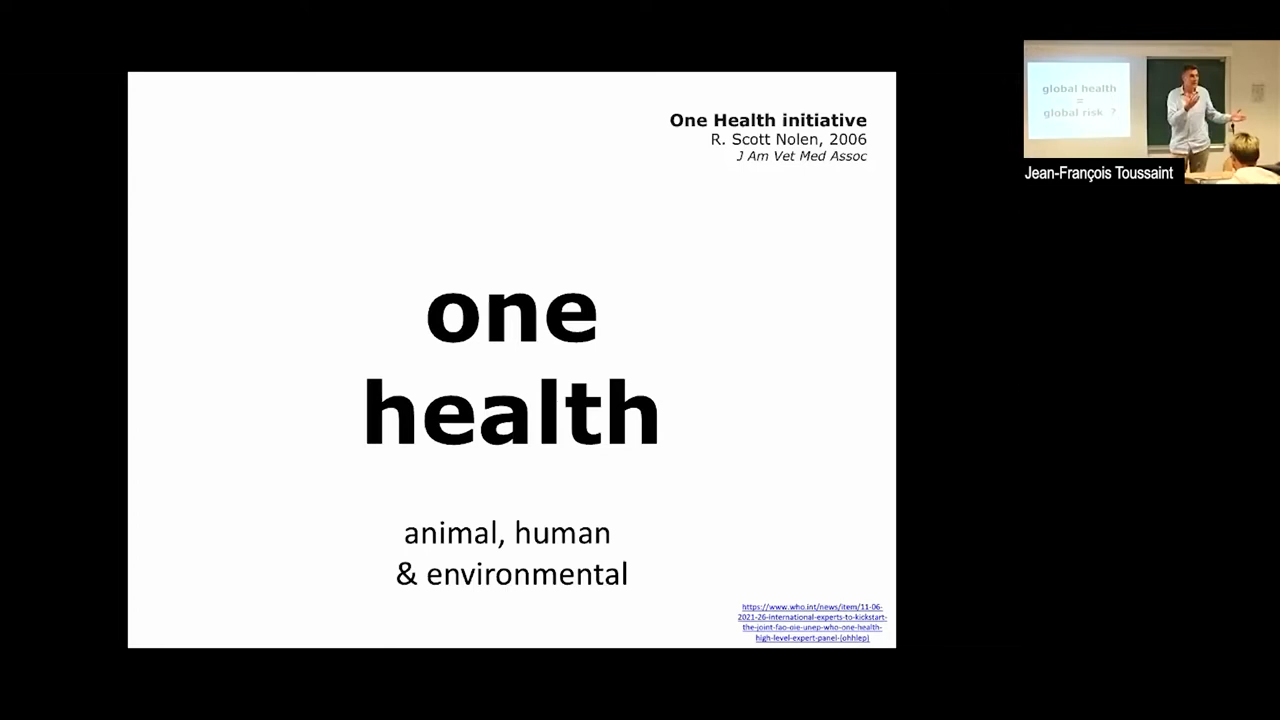 One Health initiative
R. Scott Nolen, 2006
J Am Vet Med Assoc
one
health
animal, human
& environmental
https://www.who.int/news/item/11-06-
2021-26-international-experts-to-kickstart-
the-joint-fao-oie-unep-who-one-health-
high-level-expert-panel-(ohhlep)
global health
=
global risk ?
Jean-François Toussaint